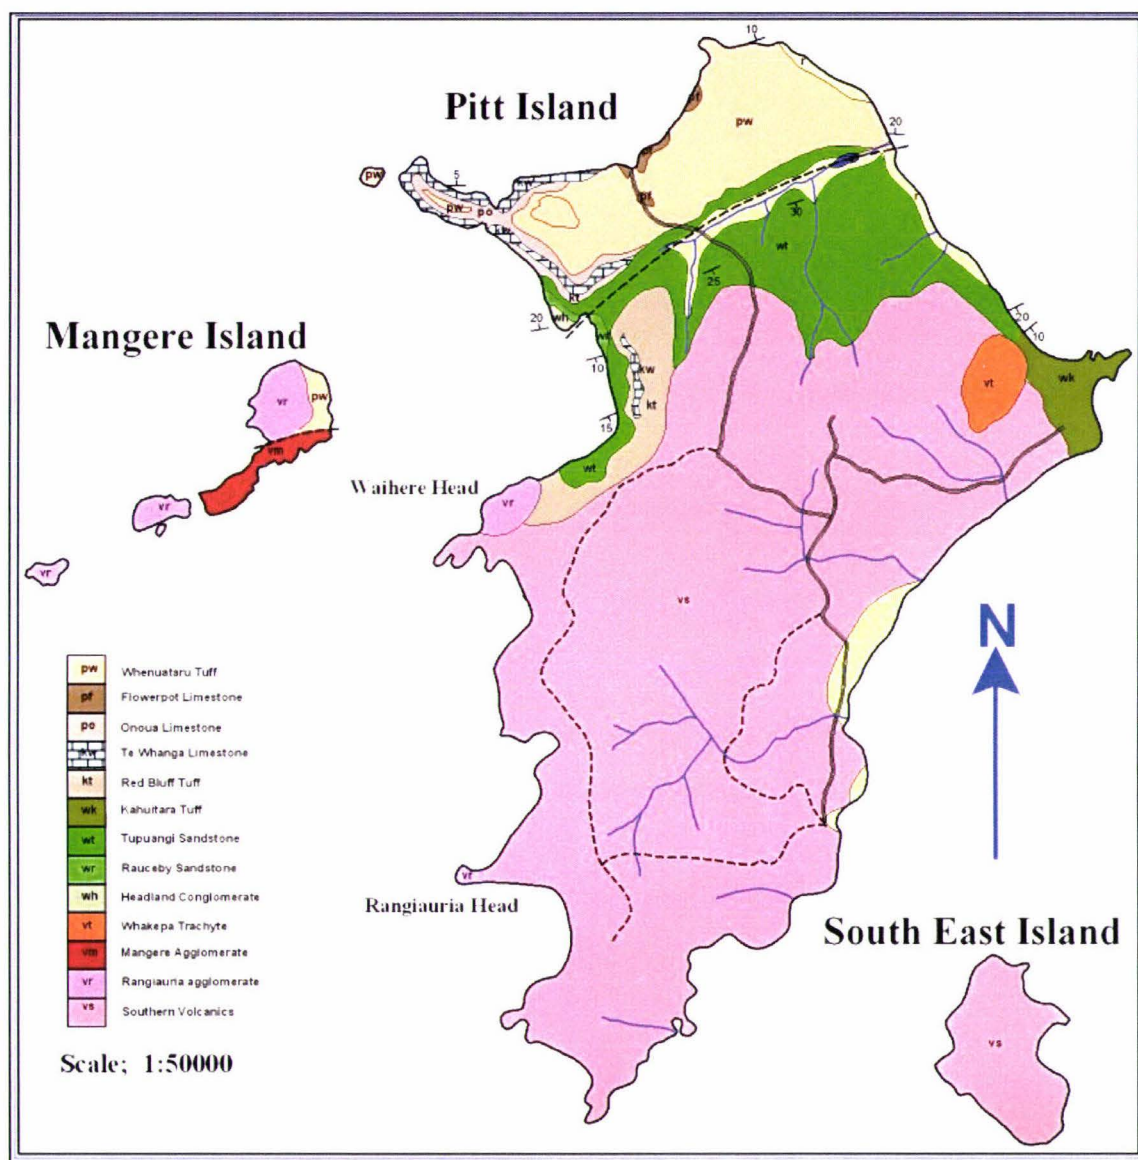 10
r
Pitt Island
pf
pw
20
pw
5
pw
po
pf
r
30
wt
25
kt
wh
20
Mangere Island
10
kw
kt
20
10
wk
vt
vr
pw
15
vm
wt
Waihere Head
vr
vr
vr
vs
N
pw Whenuataru Tuff
pf Flowerpot Limestone
po Onoua Limestone
kw Te Whanga Limestone
kt Red Bluff Tuff
wk Kahuitara Tuff
wt Tupuangi Sandstone
wr Rauceby Sandstone
wh Headland Conglomerate
vt Whakepa Trachyte
vm Mangere Agglomerate
vr Rangiauria agglomerate
vs Southern Volcanics
vr
Rangiauria Head
South East Island
vs
Scale; 1:50000